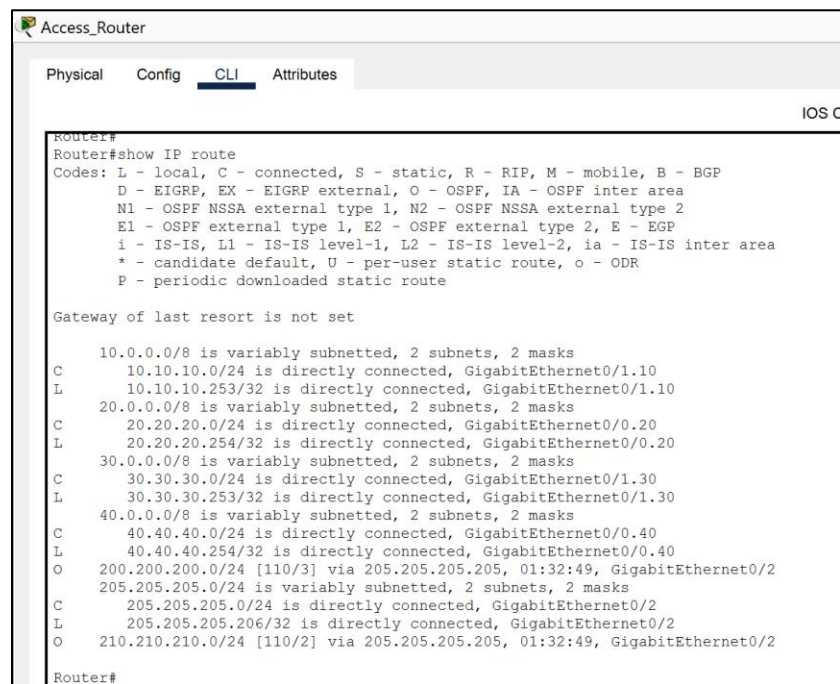 Access_Router
Physical Config CLI Attributes
IOS C
Router#
Router#show IP route
Codes: L - local, C - connected, S - static, R - RIP, M - mobile, B - BGP
D - EIGRP, EX - EIGRP external, O - OSPF, IA - OSPF inter area
N1 - OSPF NSSA external type 1, N2 - OSPF NSSA external type 2
E1 - OSPF external type 1, E2 - OSPF external type 2, E - EGP
i - IS-IS, L1 - IS-IS level-1, L2 - IS-IS level-2, ia - IS-IS inter area
* - candidate default, U - per-user static route, o - ODR
P - periodic downloaded static route
Gateway of last resort is not set
10.0.0.0/8 is variably subnetted, 2 subnets, 2 masks
C 10.10.10.0/24 is directly connected, GigabitEthernet0/1.10
L 10.10.10.253/32 is directly connected, GigabitEthernet0/1.10
20.0.0.0/8 is variably subnetted, 2 subnets, 2 masks
C 20.20.20.0/24 is directly connected, GigabitEthernet0/0.20
L 20.20.20.254/32 is directly connected, GigabitEthernet0/0.20
30.0.0.0/8 is variably subnetted, 2 subnets, 2 masks
C 30.30.30.0/24 is directly connected, GigabitEthernet0/1.30
L 30.30.30.253/32 is directly connected, GigabitEthernet0/1.30
40.0.0.0/8 is variably subnetted, 2 subnets, 2 masks
C 40.40.40.0/24 is directly connected, GigabitEthernet0/0.40
L 40.40.40.254/32 is directly connected, GigabitEthernet0/0.40
O 200.200.200.0/24 [110/3] via 205.205.205.205, 01:32:49, GigabitEthernet0/2
205.205.205.0/24 is variably subnetted, 2 subnets, 2 masks
C 205.205.205.0/24 is directly connected, GigabitEthernet0/2
L 205.205.205.206/32 is directly connected, GigabitEthernet0/2
O 210.210.210.0/24 [110/2] via 205.205.205.205, 01:32:49, GigabitEthernet0/2
Router#